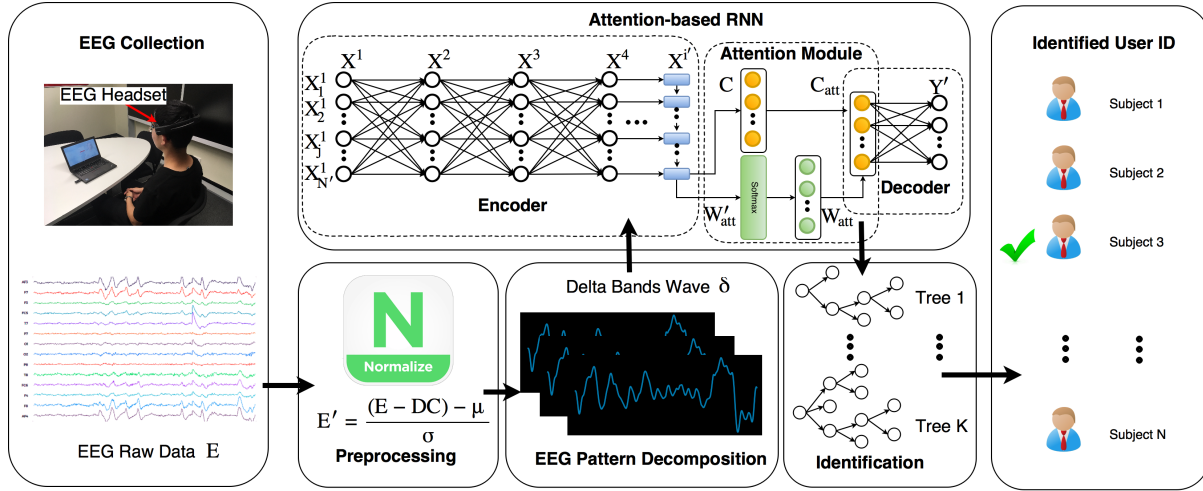 EEG Collection
EEG Headset
EEG Raw Data E
Attention-based RNN
X¹ X² X³ X⁴ Xⁱ′
X¹₁
X¹₂
X¹ⱼ
X¹N′
Encoder
Attention Module
C
Softmax
W′att
Watt
Catt
Y′
Decoder
N
Normalize
E′ = (E − DC) − μ
σ
Preprocessing
Delta Bands Wave δ
EEG Pattern Decomposition
Tree 1
Tree K
Identification
Identified User ID
Subject 1
Subject 2
Subject 3
Subject N